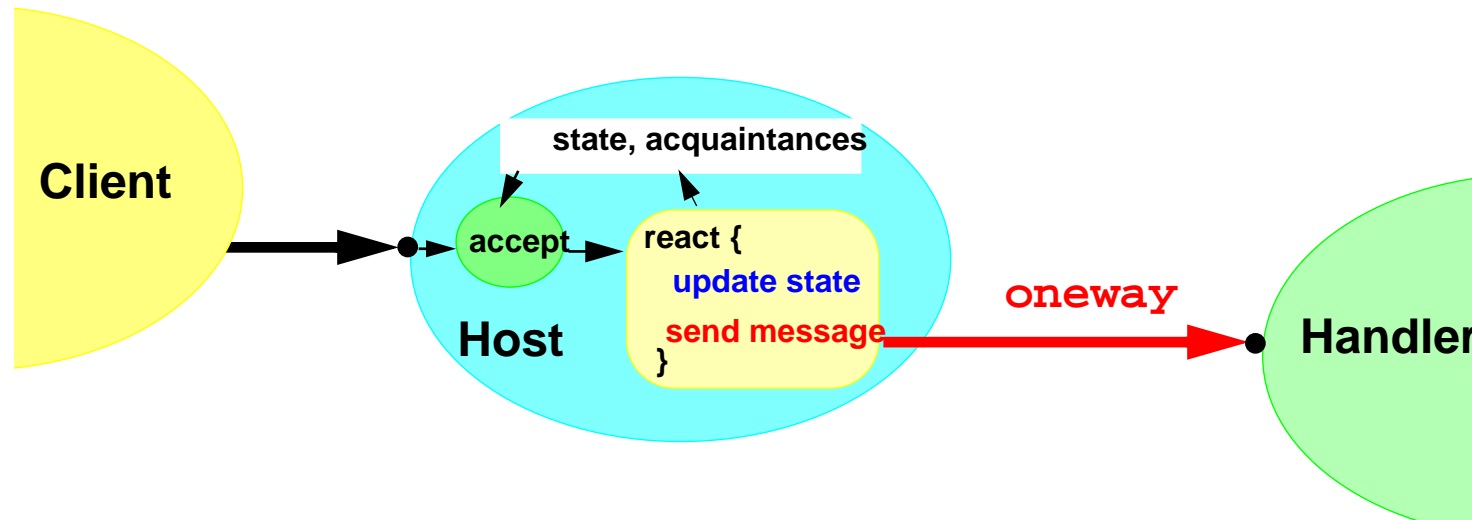 Client
state, acquaintances
accept
react {
update state
send message
}
Host
oneway
Handler